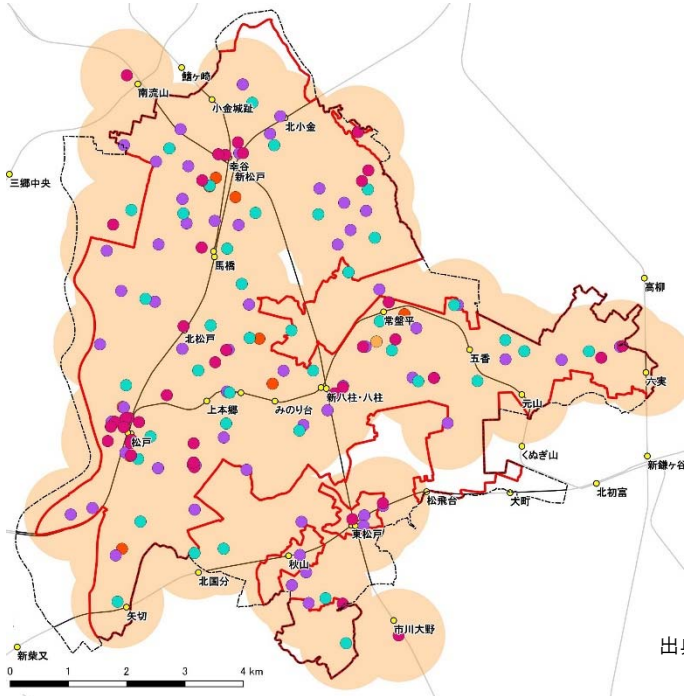 鰭ヶ崎
南流山
小金城趾
北小金
三郷中央
幸谷
新松戸
馬橋
高柳
常盤平
北松戸
五香
六実
新八柱・八柱
元山
上本郷
みのり台
松戸
くぬぎ山
新鎌ヶ谷
北初富
松飛台
大町
東松戸
秋山
北国分
矢切
市川大野
新柴又
出
0 1 2 3 4 km